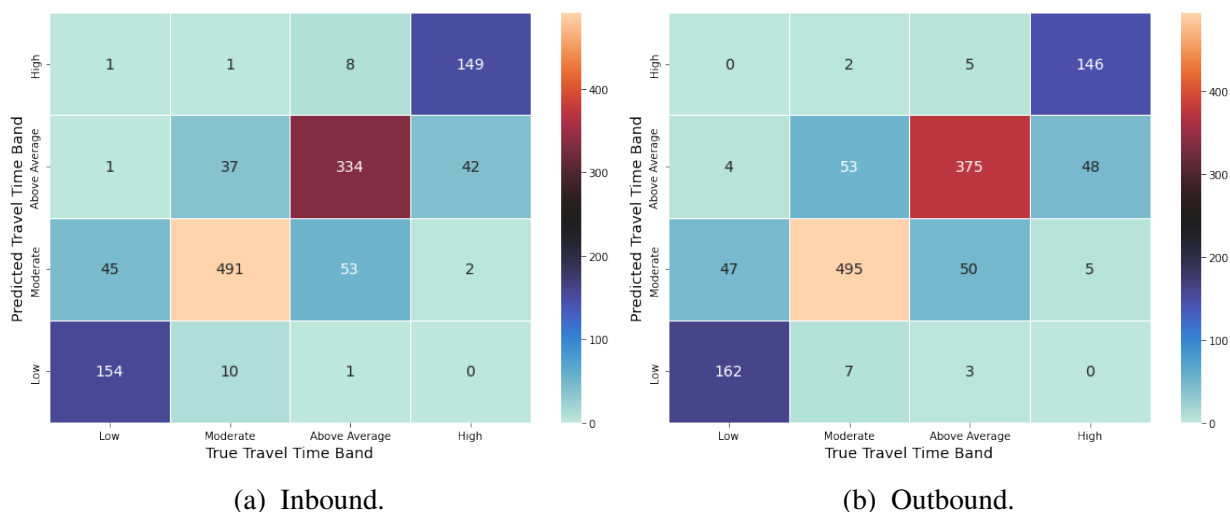 Predicted Travel Time Band
High
Above Average
Moderate
Low
1 1 8 149
1 37 334 42
45 491 53 2
154 10 1 0
Low Moderate Above Average High
True Travel Time Band
400
300
200
100
0
(a) Inbound.
Predicted Travel Time Band
High
Above Average
Moderate
Low
0 2 5 146
4 53 375 48
47 495 50 5
162 7 3 0
Low Moderate Above Average High
True Travel Time Band
400
300
200
100
0
(b) Outbound.